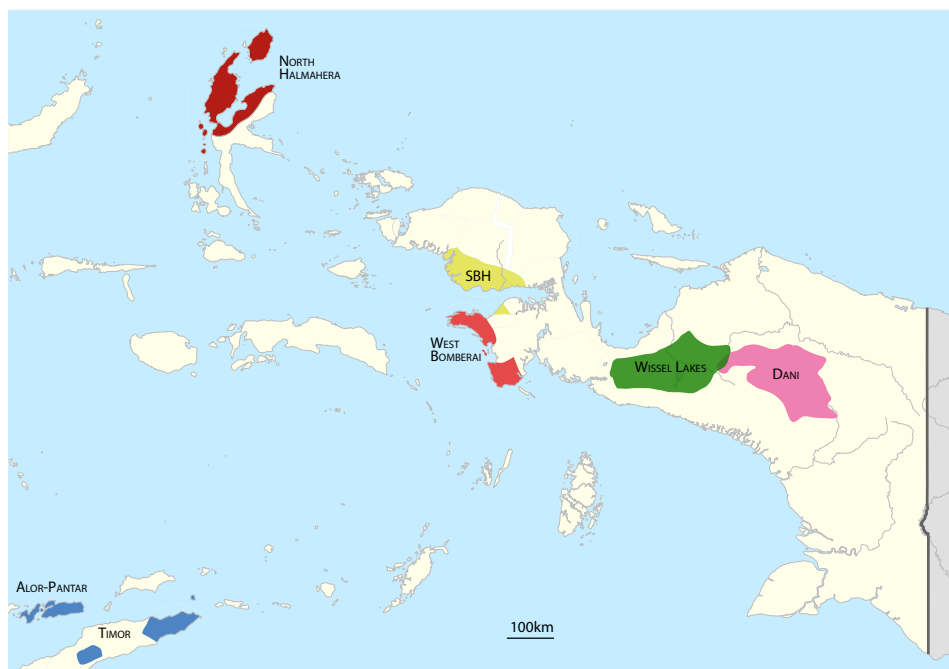 North
Halmahera
SBH
West
Bomberai
Wissel Lakes
Dani
Alor-Pantar
Timor
100km